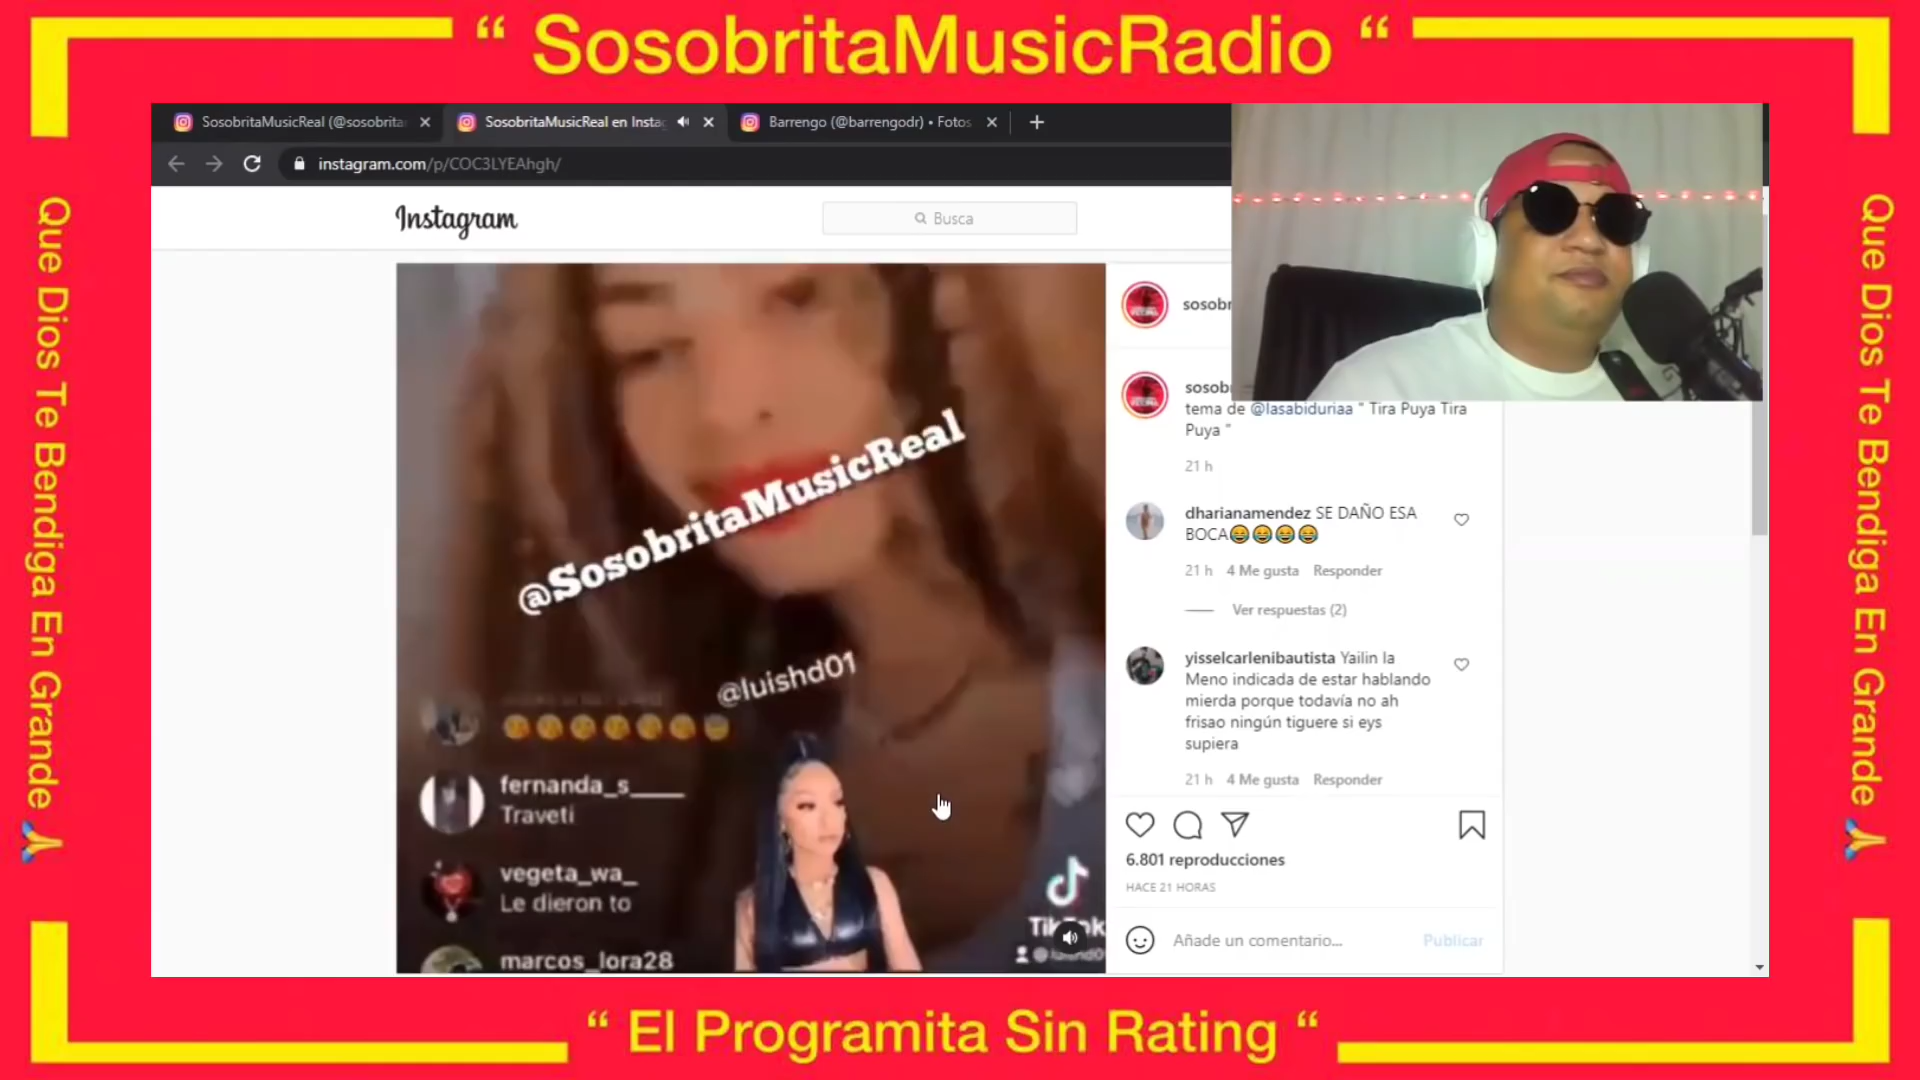 “ SosobritaMusicRadio “
Que Dios Te Bendiga En Grande 🙏
SosobritaMusicReal (@sosobrita
SosobritaMusicReal en Insta
Barrengo (@barrengodr) • Fotos
instagram.com/p/COC3LYEAhgh/
Instagram
Busca
@SosobritaMusicReal
@luishd01
😘😘😘😘😘😘😇
fernanda_s____
Traveti
vegeta_wa_
Le dieron to
marcos_lora28
TikTok
sosobr
sosob
tema de @lasabiduriaa " Tira Puya Tira
Puya "
21 h
dharianamendez SE DAÑO ESA
BOCA😂😂😂😂
21 h 4 Me gusta Responder
Ver respuestas (2)
yisselcarlenibautista Yailin la
Meno indicada de estar hablando
mierda porque todavía no ah
frisao ningún tiguere si eys
supiera
21 h 4 Me gusta Responder
6.801 reproducciones
HACE 21 HORAS
Añade un comentario...
Publicar
Que Dios Te Bendiga En Grande 🙏
“ El Programita Sin Rating “